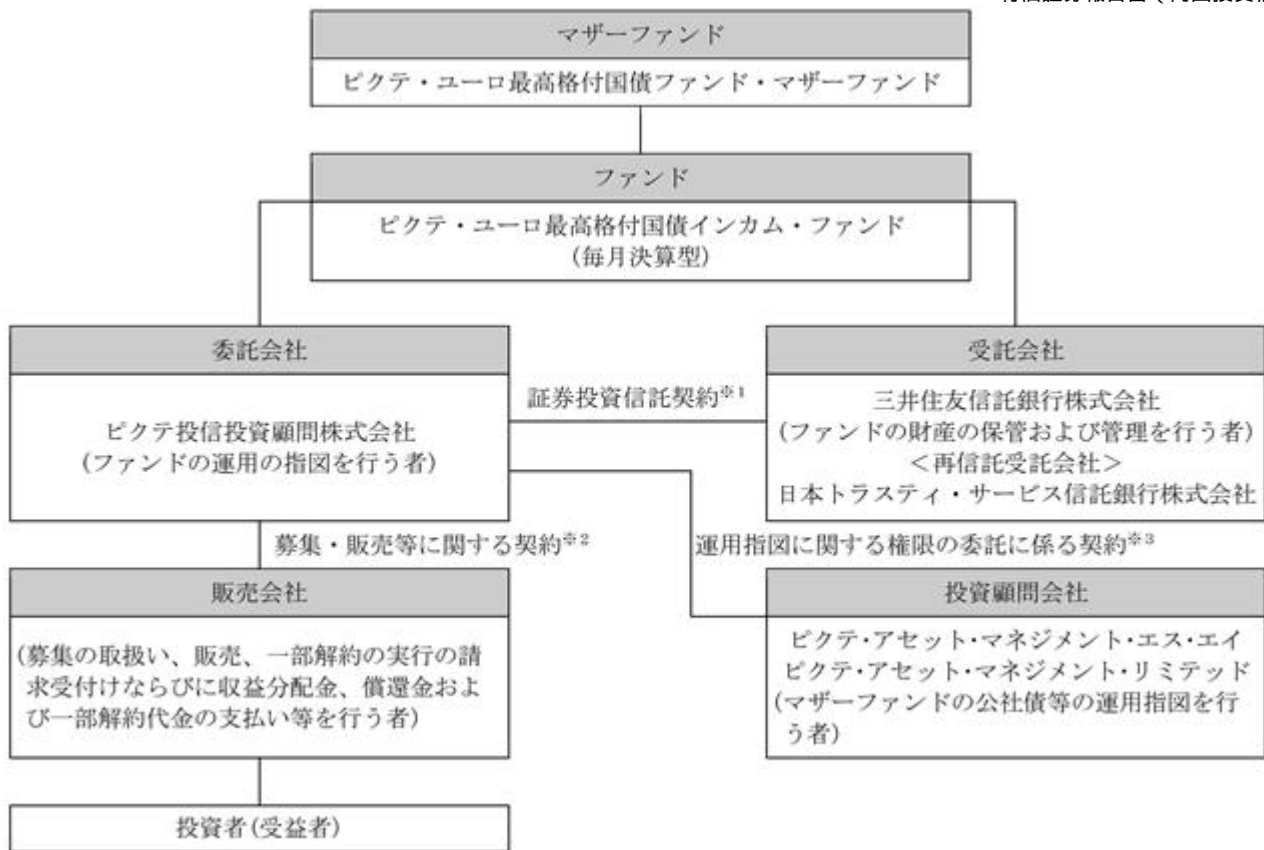 マザーファンド
ピクテ・ユーロ最高格付国債ファンド・マザーファンド
ファンド
ピクテ・ユーロ最高格付国債インカム・ファンド
(毎月決算型)
委託会社
ピクテ投信投資顧問株式会社
(ファンドの運用の指図を行う者)
証券投資信託契約※1
受託会社
三井住友信託銀行株式会社
(ファンドの財産の保管および管理を行う者)
<再信託受託会社>
日本トラスティ・サービス信託銀行株式会社
募集・販売等に関する契約※2
運用指図に関する権限の委託に係る契約※3
販売会社
(募集の取扱い、販売、一部解約の実行の請
求受付けならびに収益分配金、償還金およ
び一部解約代金の支払い等を行う者)
投資顧問会社
ピクテ・アセット・マネジメント・エス・エイ
ピクテ・アセット・マネジメント・リミテッド
(マザーファンドの公社債等の運用指図を行
う者)
投資者(受益者)